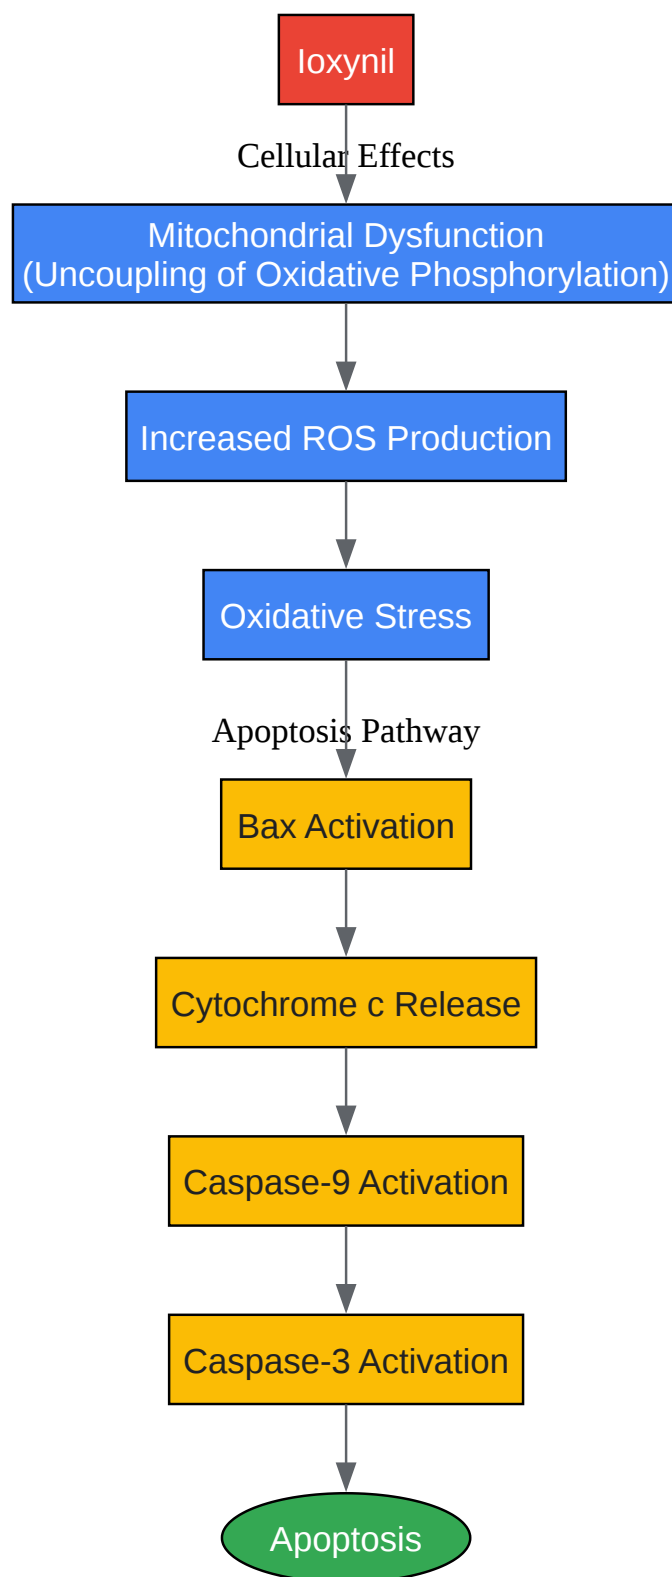 Ioxynil
Cellular Effects
Mitochondrial Dysfunction
(Uncoupling of Oxidative Phosphorylation)
Increased ROS Production
Oxidative Stress
Apoptosis Pathway
Bax Activation
Cytochrome c Release
Caspase-9 Activation
Caspase-3 Activation
Apoptosis